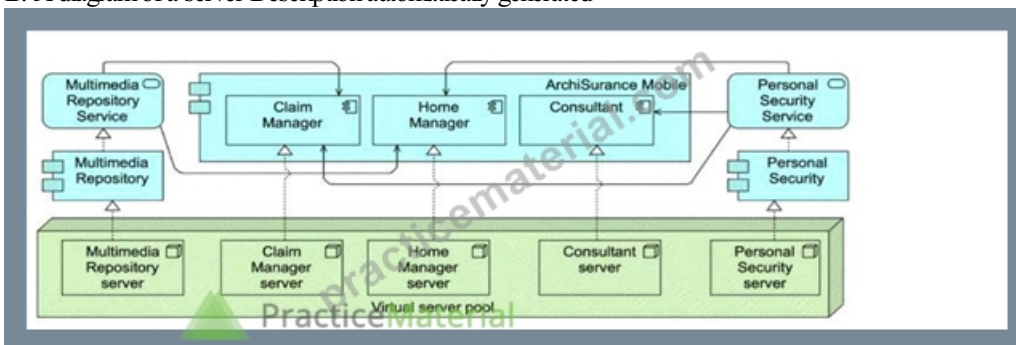 D. A diagram of a server Description automatically generated
Multimedia
Repository
Service
ArchiSurance Mobile
Claim
Manager
Home
Manager
Consultant
Personal
Security
Service
Multimedia
Repository
Personal
Security
Multimedia
Repository
server
Claim
Manager
server
Home
Manager
server
Consultant
server
Personal
Security
server
Virtual server pool
practicematerial.com
PracticeMaterial